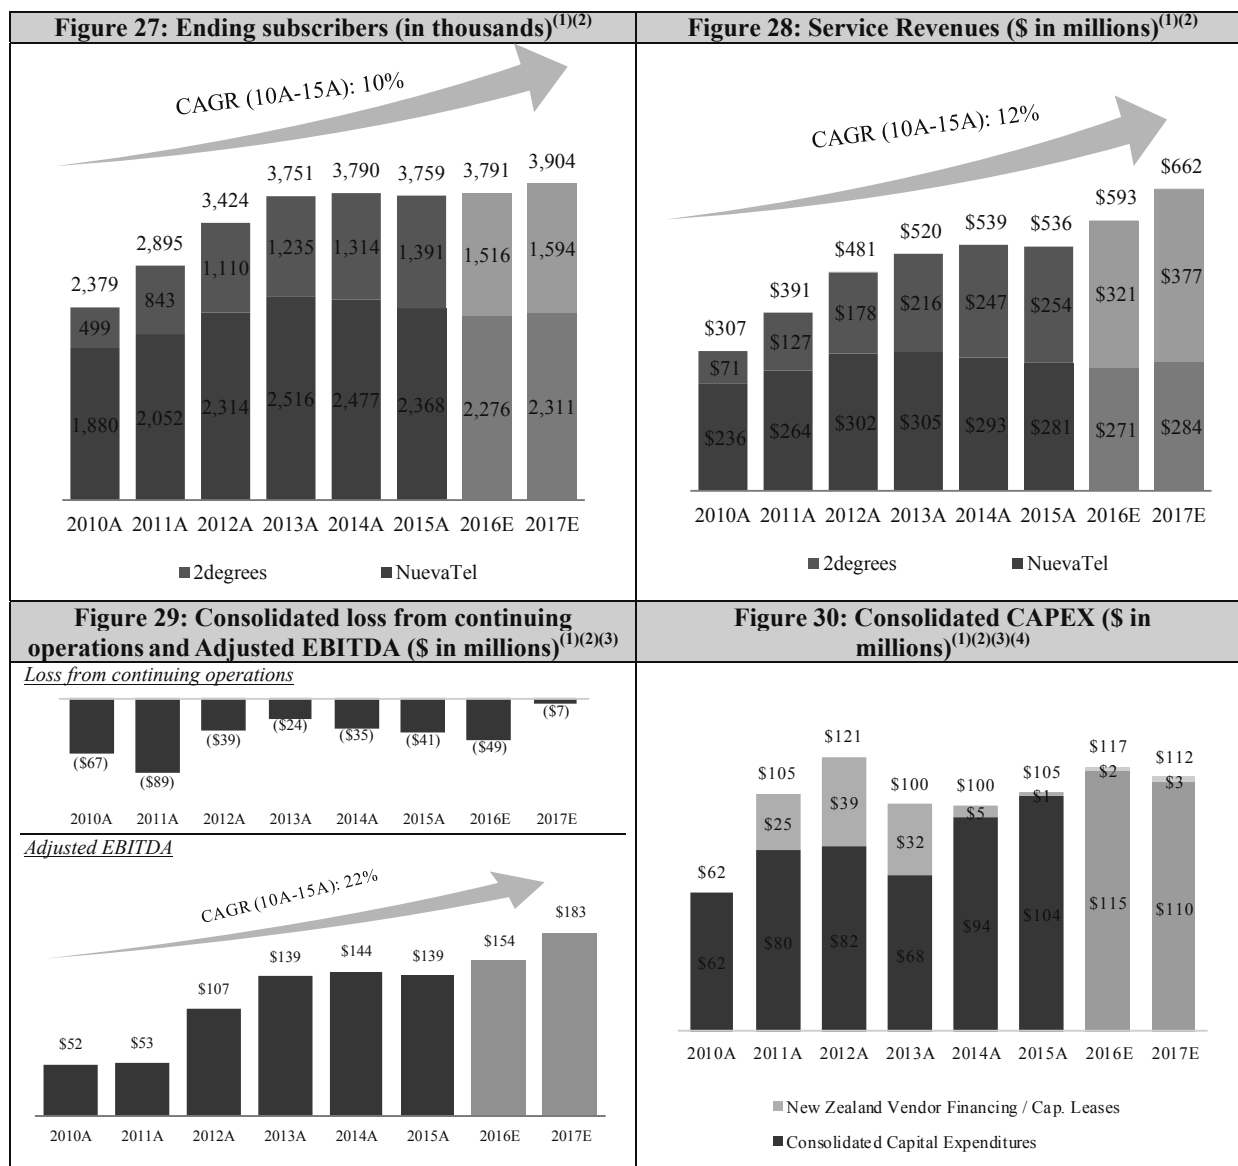 Figure 27: Ending subscribers (in thousands)(1)(2)
CAGR (10A-15A): 10%
2,379 2,895 3,424 3,751 3,790 3,759 3,791 3,904
499 843 1,110 1,235 1,314 1,391 1,516 1,594
1,880 2,052 2,314 2,516 2,477 2,368 2,276 2,311
2010A 2011A 2012A 2013A 2014A 2015A 2016E 2017E
2degrees NuevaTel
Figure 28: Service Revenues ($ in millions)(1)(2)
CAGR (10A-15A): 12%
$307 $391 $481 $520 $539 $536 $593 $662
$71 $127 $178 $216 $247 $254 $321 $377
$236 $264 $302 $305 $293 $281 $271 $284
2010A 2011A 2012A 2013A 2014A 2015A 2016E 2017E
2degrees NuevaTel
Figure 29: Consolidated loss from continuing
operations and Adjusted EBITDA ($ in millions)(1)(2)(3)
Loss from continuing operations
($67) ($89) ($39) ($24) ($35) ($41) ($49) ($7)
2010A 2011A 2012A 2013A 2014A 2015A 2016E 2017E
Adjusted EBITDA
CAGR (10A-15A): 22%
$52 $53 $107 $139 $144 $139 $154 $183
2010A 2011A 2012A 2013A 2014A 2015A 2016E 2017E
Figure 30: Consolidated CAPEX ($ in
millions)(1)(2)(3)(4)
$62 $105 $121 $100 $100 $105 $117 $112
$25 $39 $32 $5 $1 $2 $3
$62 $80 $82 $68 $94 $104 $115 $110
2010A 2011A 2012A 2013A 2014A 2015A 2016E 2017E
New Zealand Vendor Financing / Cap. Leases
Consolidated Capital Expenditures